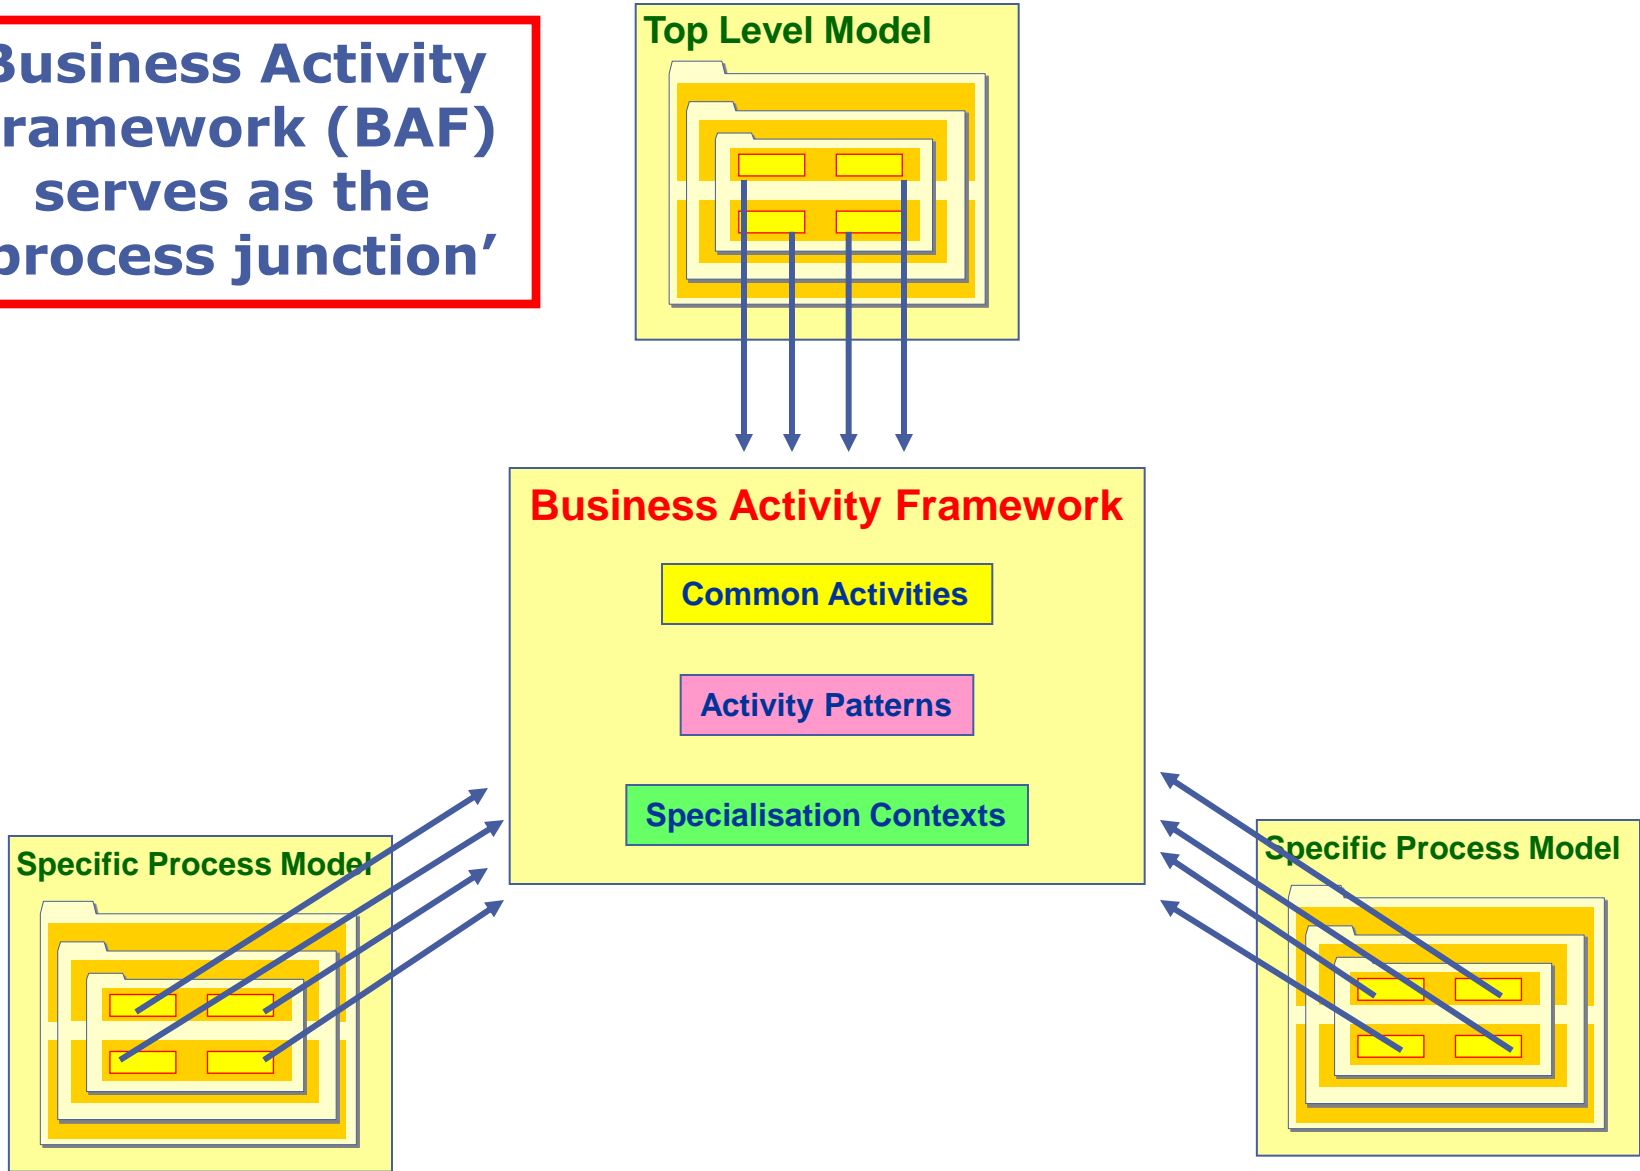 Business Activity
ramework (BAF)
serves as the
process junction’
Top Level Model
Business Activity Framework
Common Activities
Activity Patterns
Specialisation Contexts
Specific Process Model
Specific Process Model